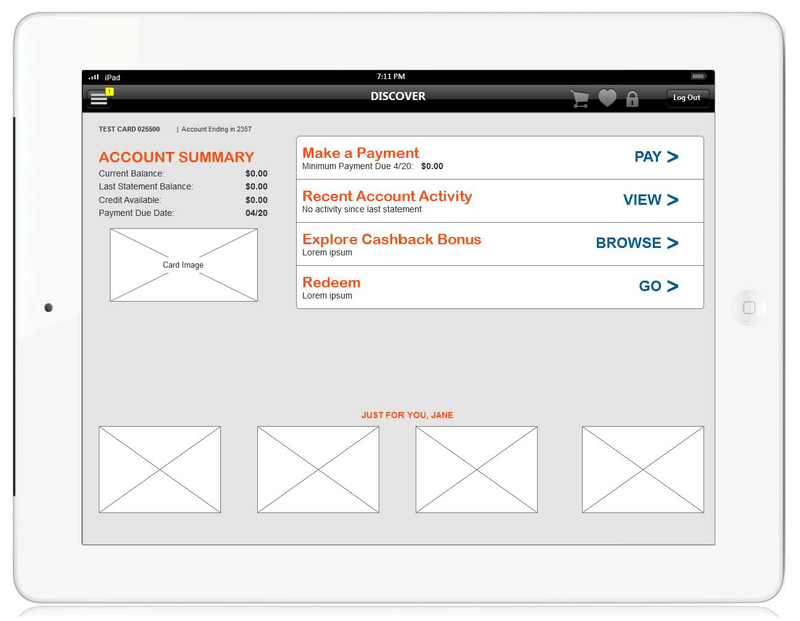 iPad
7:11 PM
!
DISCOVER
Log Out
TEST CARD 025500 | Account Ending in 2357
ACCOUNT SUMMARY
Current Balance: $0.00
Last Statement Balance: $0.00
Credit Available: $0.00
Payment Due Date: 04/20
Card Image
Make a Payment
Minimum Payment Due 4/20: $0.00
PAY >
Recent Account Activity
No activity since last statement
VIEW >
Explore Cashback Bonus
Lorem ipsum
BROWSE >
Redeem
Lorem ipsum
GO >
JUST FOR YOU, JANE